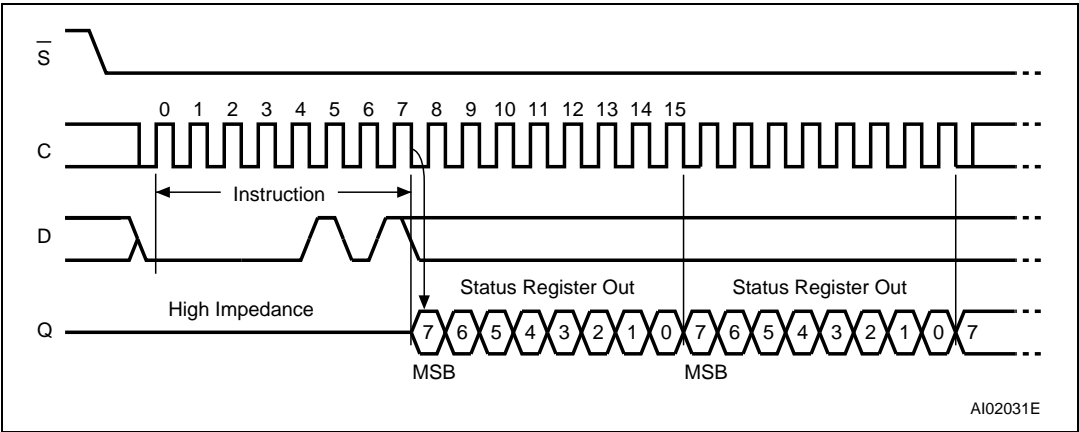 S
0 1 2 3 4 5 6 7 8 9 10 11 12 13 14 15
C
Instruction
D
Status Register Out Status Register Out
High Impedance
Q 7 6 5 4 3 2 1 0 7 6 5 4 3 2 1 0 7
MSB MSB
AI02031E